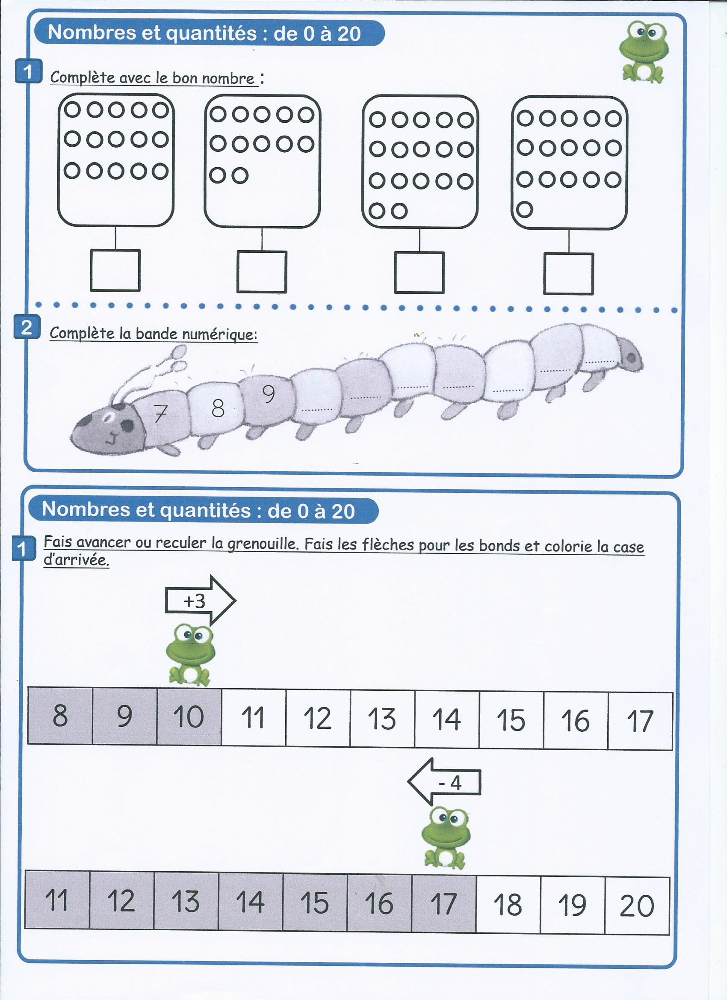 Nombres et quantités : de 0 à 20
1
Complète avec le bon nombre :
2
Complète la bande numérique:
7 8 9 ............ ............ ............ ............ ............ ............ ............
Nombres et quantités : de 0 à 20
1
Fais avancer ou reculer la grenouille. Fais les flèches pour les bonds et colorie la case
d'arrivée.
+3
8 9 10 11 12 13 14 15 16 17
- 4
11 12 13 14 15 16 17 18 19 20